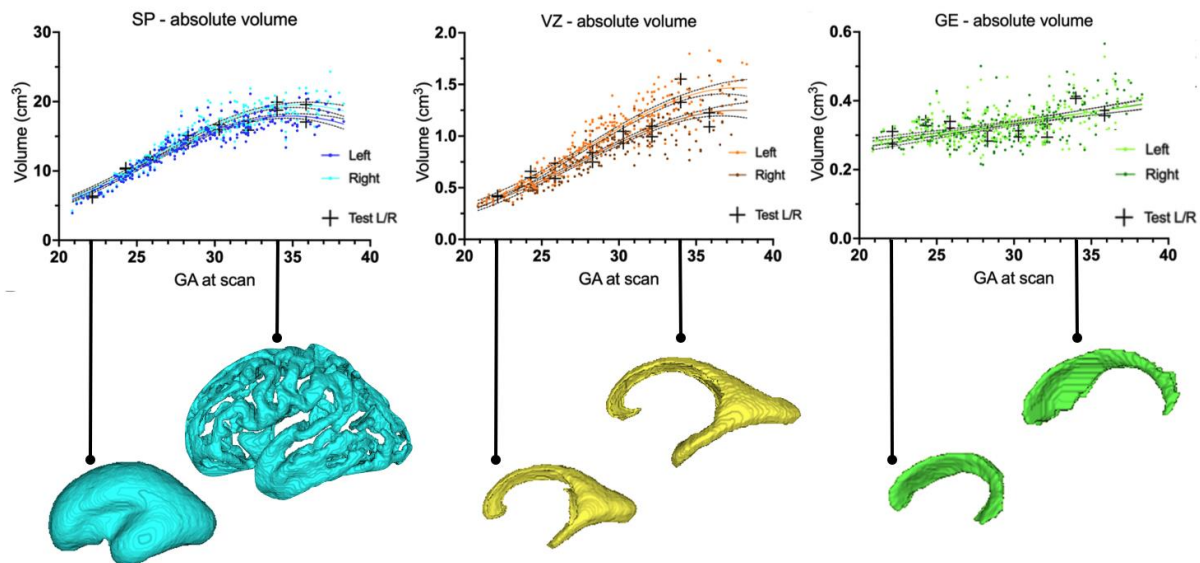 SP - absolute volume
30
20
10
0
Volume (cm3)
Left
Right
Test L/R
20 25 30 35 40
GA at scan
VZ - absolute volume
2.0
1.5
1.0
0.5
0.0
Volume (cm3)
Left
Right
Test L/R
20 25 30 35 40
GA at scan
GE - absolute volume
0.6
0.4
0.2
0.0
Volume (cm3)
Left
Right
Test L/R
20 25 30 35 40
GA at scan